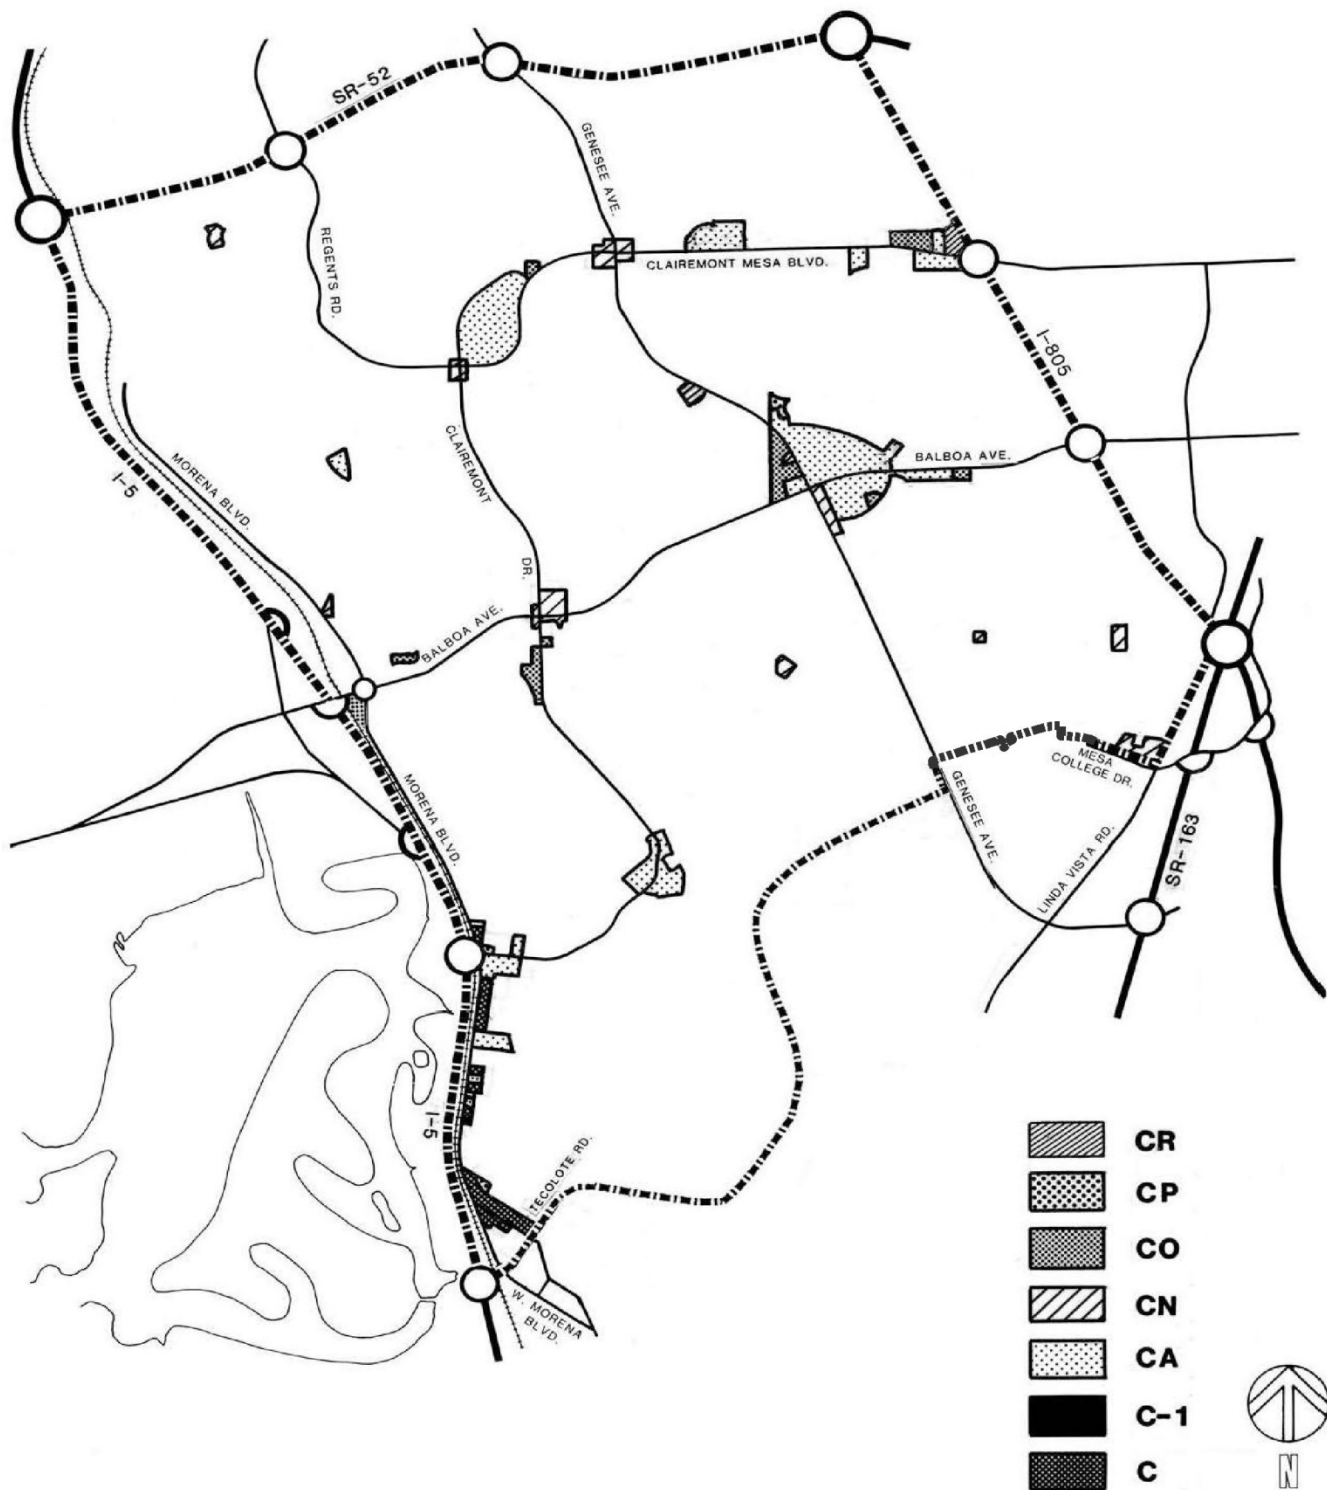 SR-52
GENESEE AVE.
REGENTS RD.
CLAIREMONT MESA BLVD.
I-805
CLAIREMONT
DR.
BALBOA AVE.
MORENA BLVD.
I-5
BALBOA AVE.
MORENA BLVD.
MESA
COLLEGE DR.
GENESEE AVE.
LINDA VISTA RD.
SR-163
I-5
TECOLOTE RD.
W. MORENA
BLVD.
CR
CP
CO
CN
CA
C-1
C
N